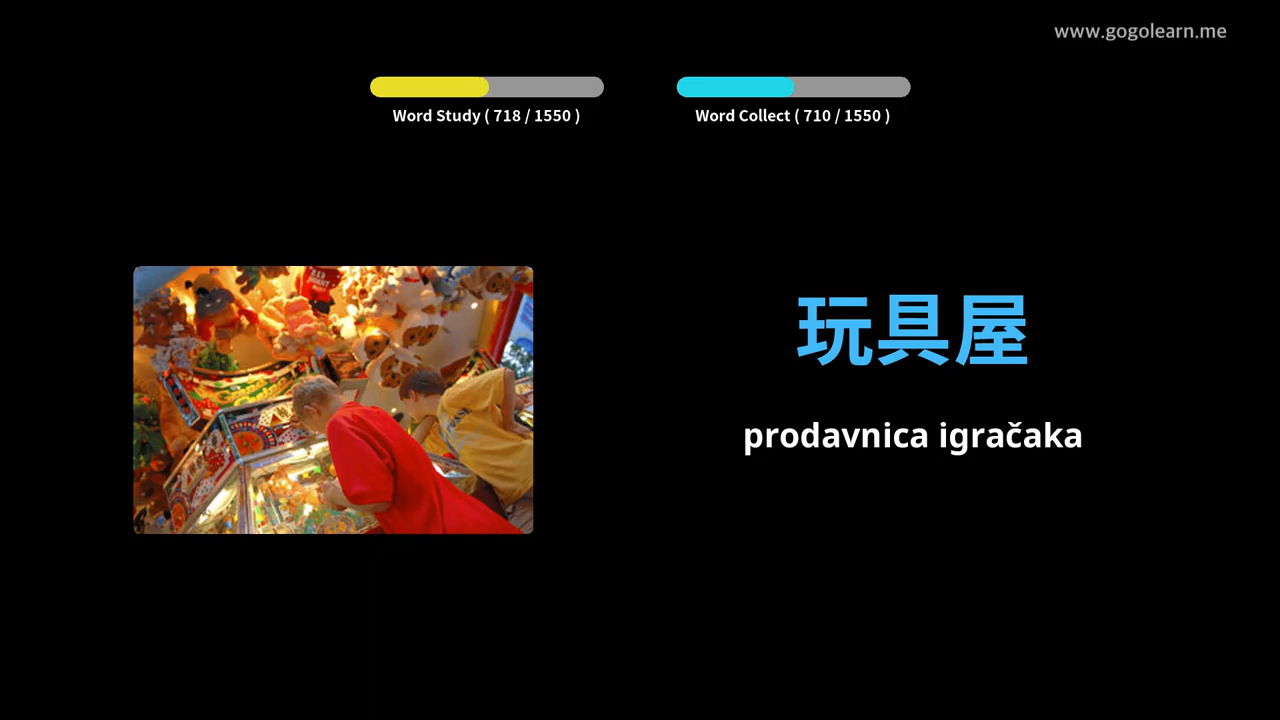 www.gogolearn.me
Word Study ( 718 / 1550 )
Word Collect ( 710 / 1550 )
玩具屋
prodavnica igračaka